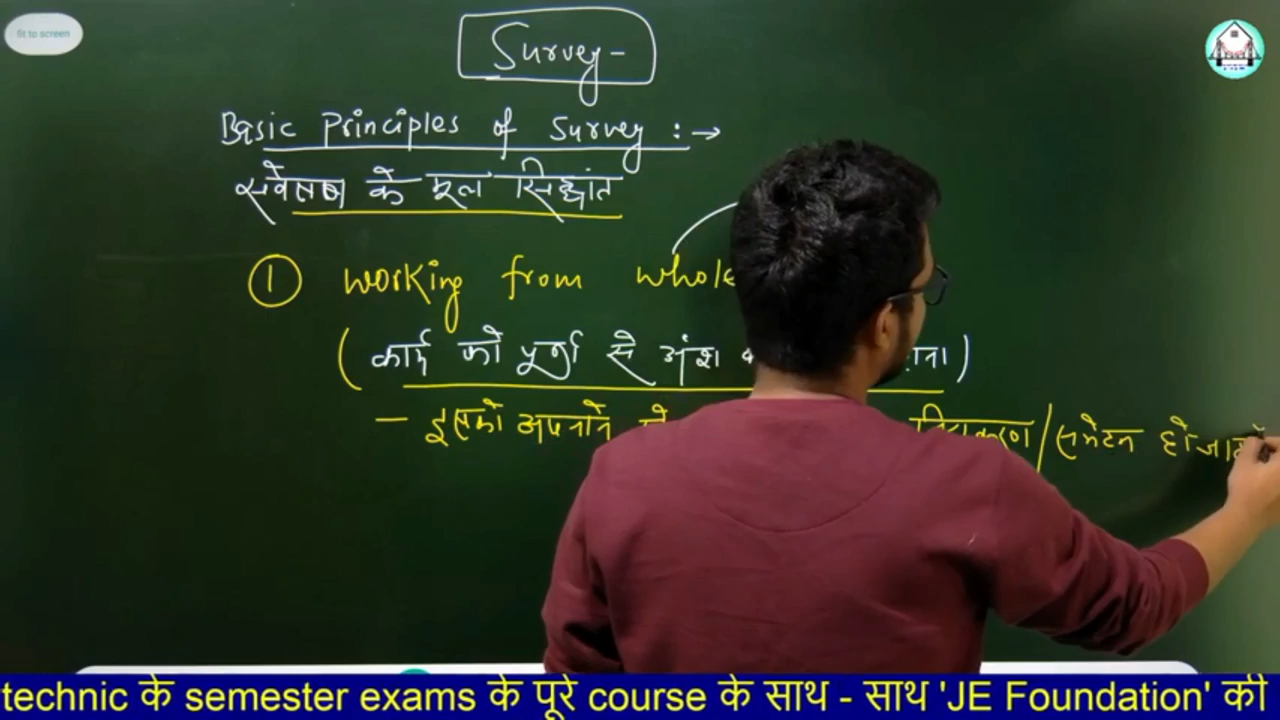 fit to screen
Survey -
Basic Principles of Survey : →
सर्वेक्षण के मूल सिद्धांत
① working from whole
( कार्य को पूर्ण से अंश )
- इसको अपनाने से / समेटन हो जाता
technic के semester exams के पूरे course के साथ - साथ 'JE Foundation' की